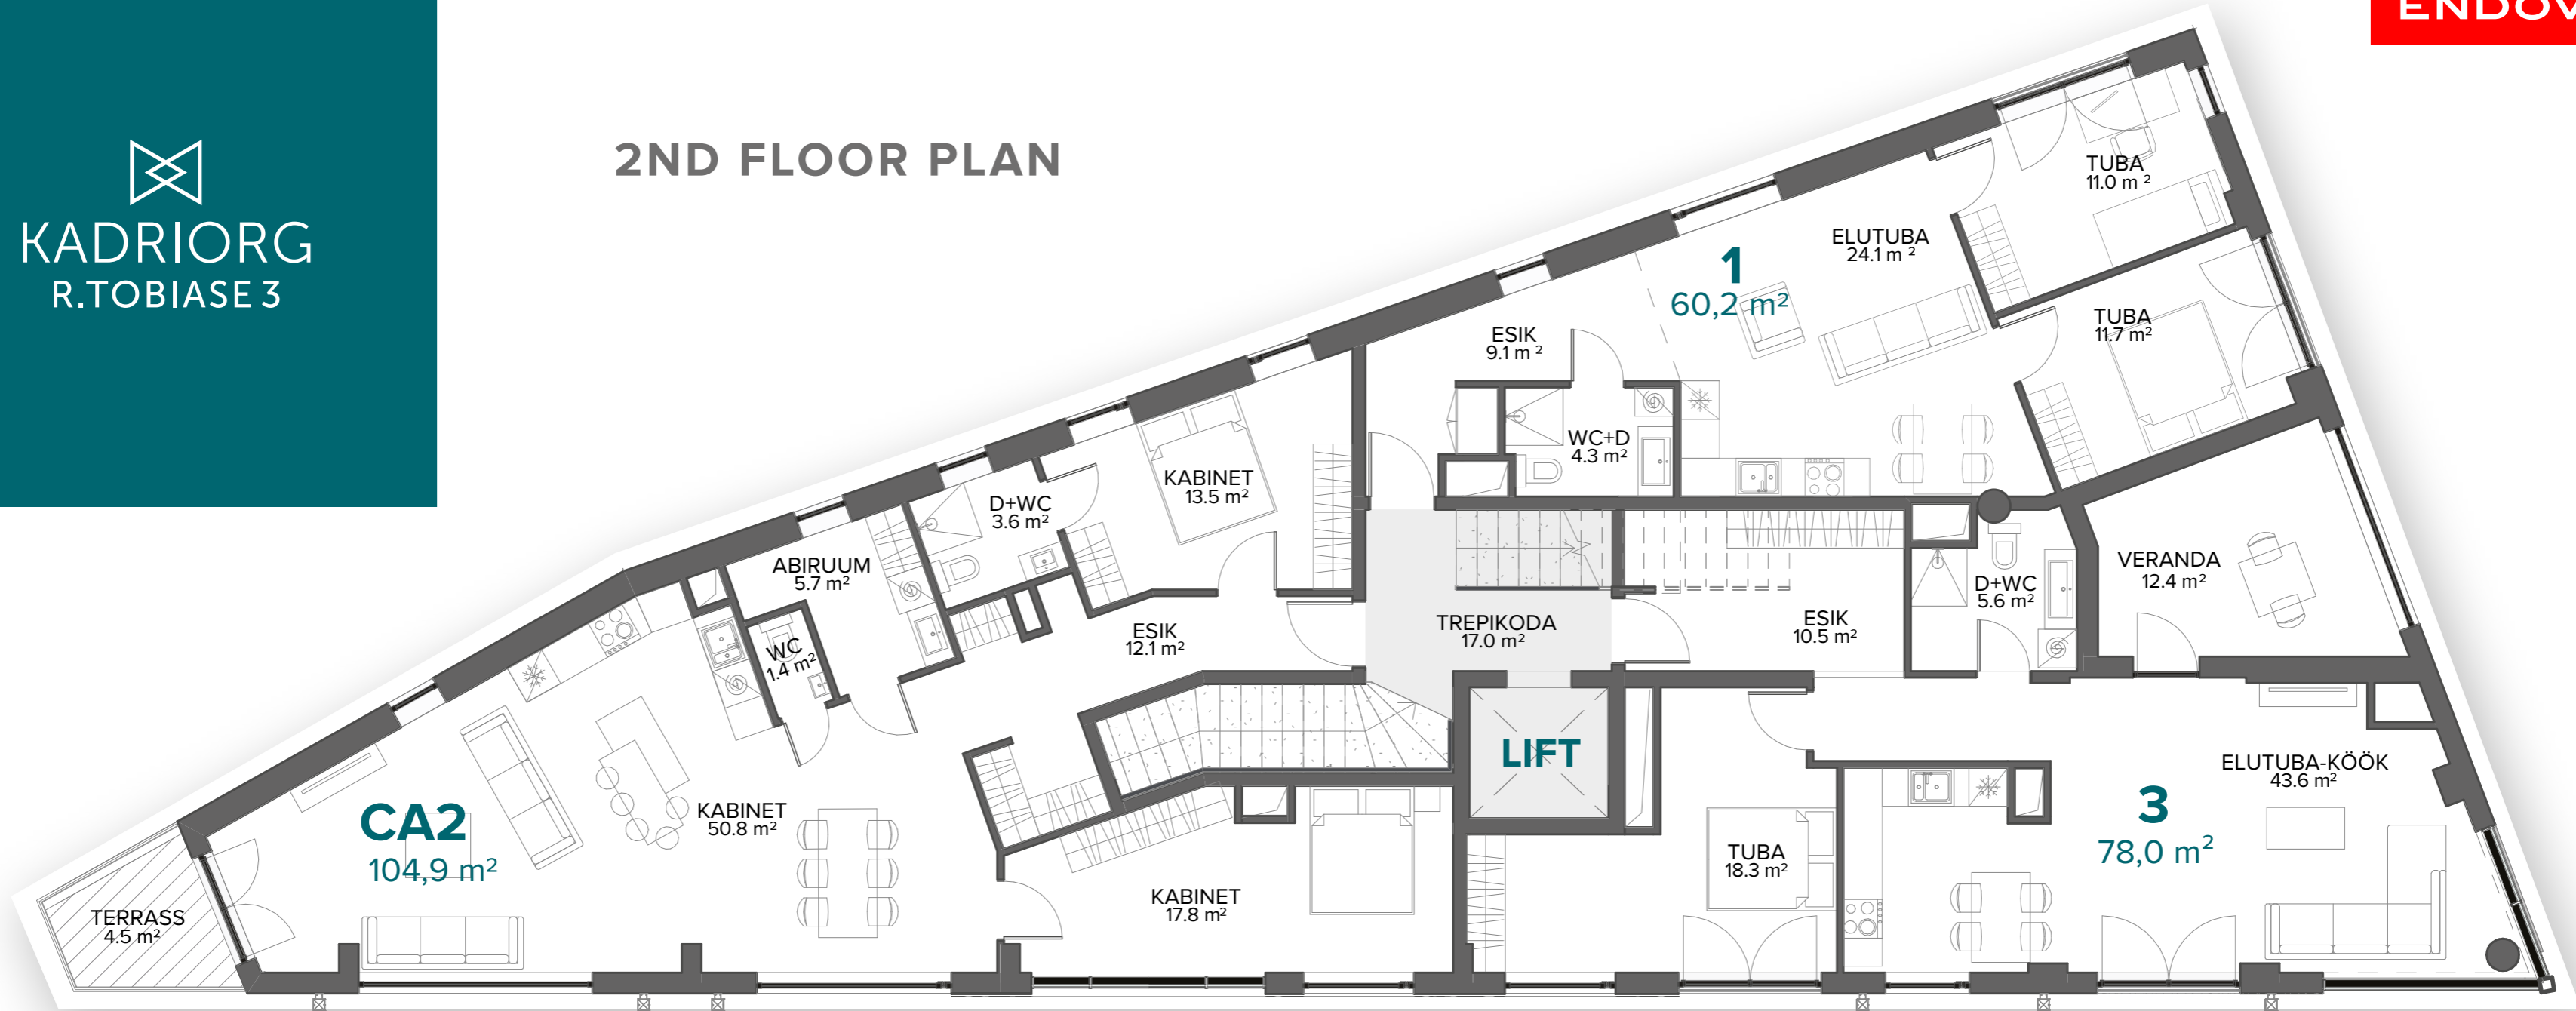 ENDOV
KADRIORG
R.TOBIASE 3
2ND FLOOR PLAN
TUBA
11.0 m ²
ELUTUBA
24.1 m ²
1
60,2 m²
TUBA
11.7 m²
ESIK
9.1 m ²
WC+D
4.3 m²
KABINET
13.5 m²
D+WC
3.6 m²
ABIRUUM
5.7 m²
WC
1.4 m²
ESIK
12.1 m²
TREPIKODA
17.0 m²
ESIK
10.5 m²
D+WC
5.6 m²
VERANDA
12.4 m²
LIFT
ELUTUBA-KÖÖK
43.6 m²
3
78,0 m²
CA2
104,9 m²
KABINET
50.8 m²
TUBA
18.3 m²
KABINET
17.8 m²
TERRASS
4.5 m²